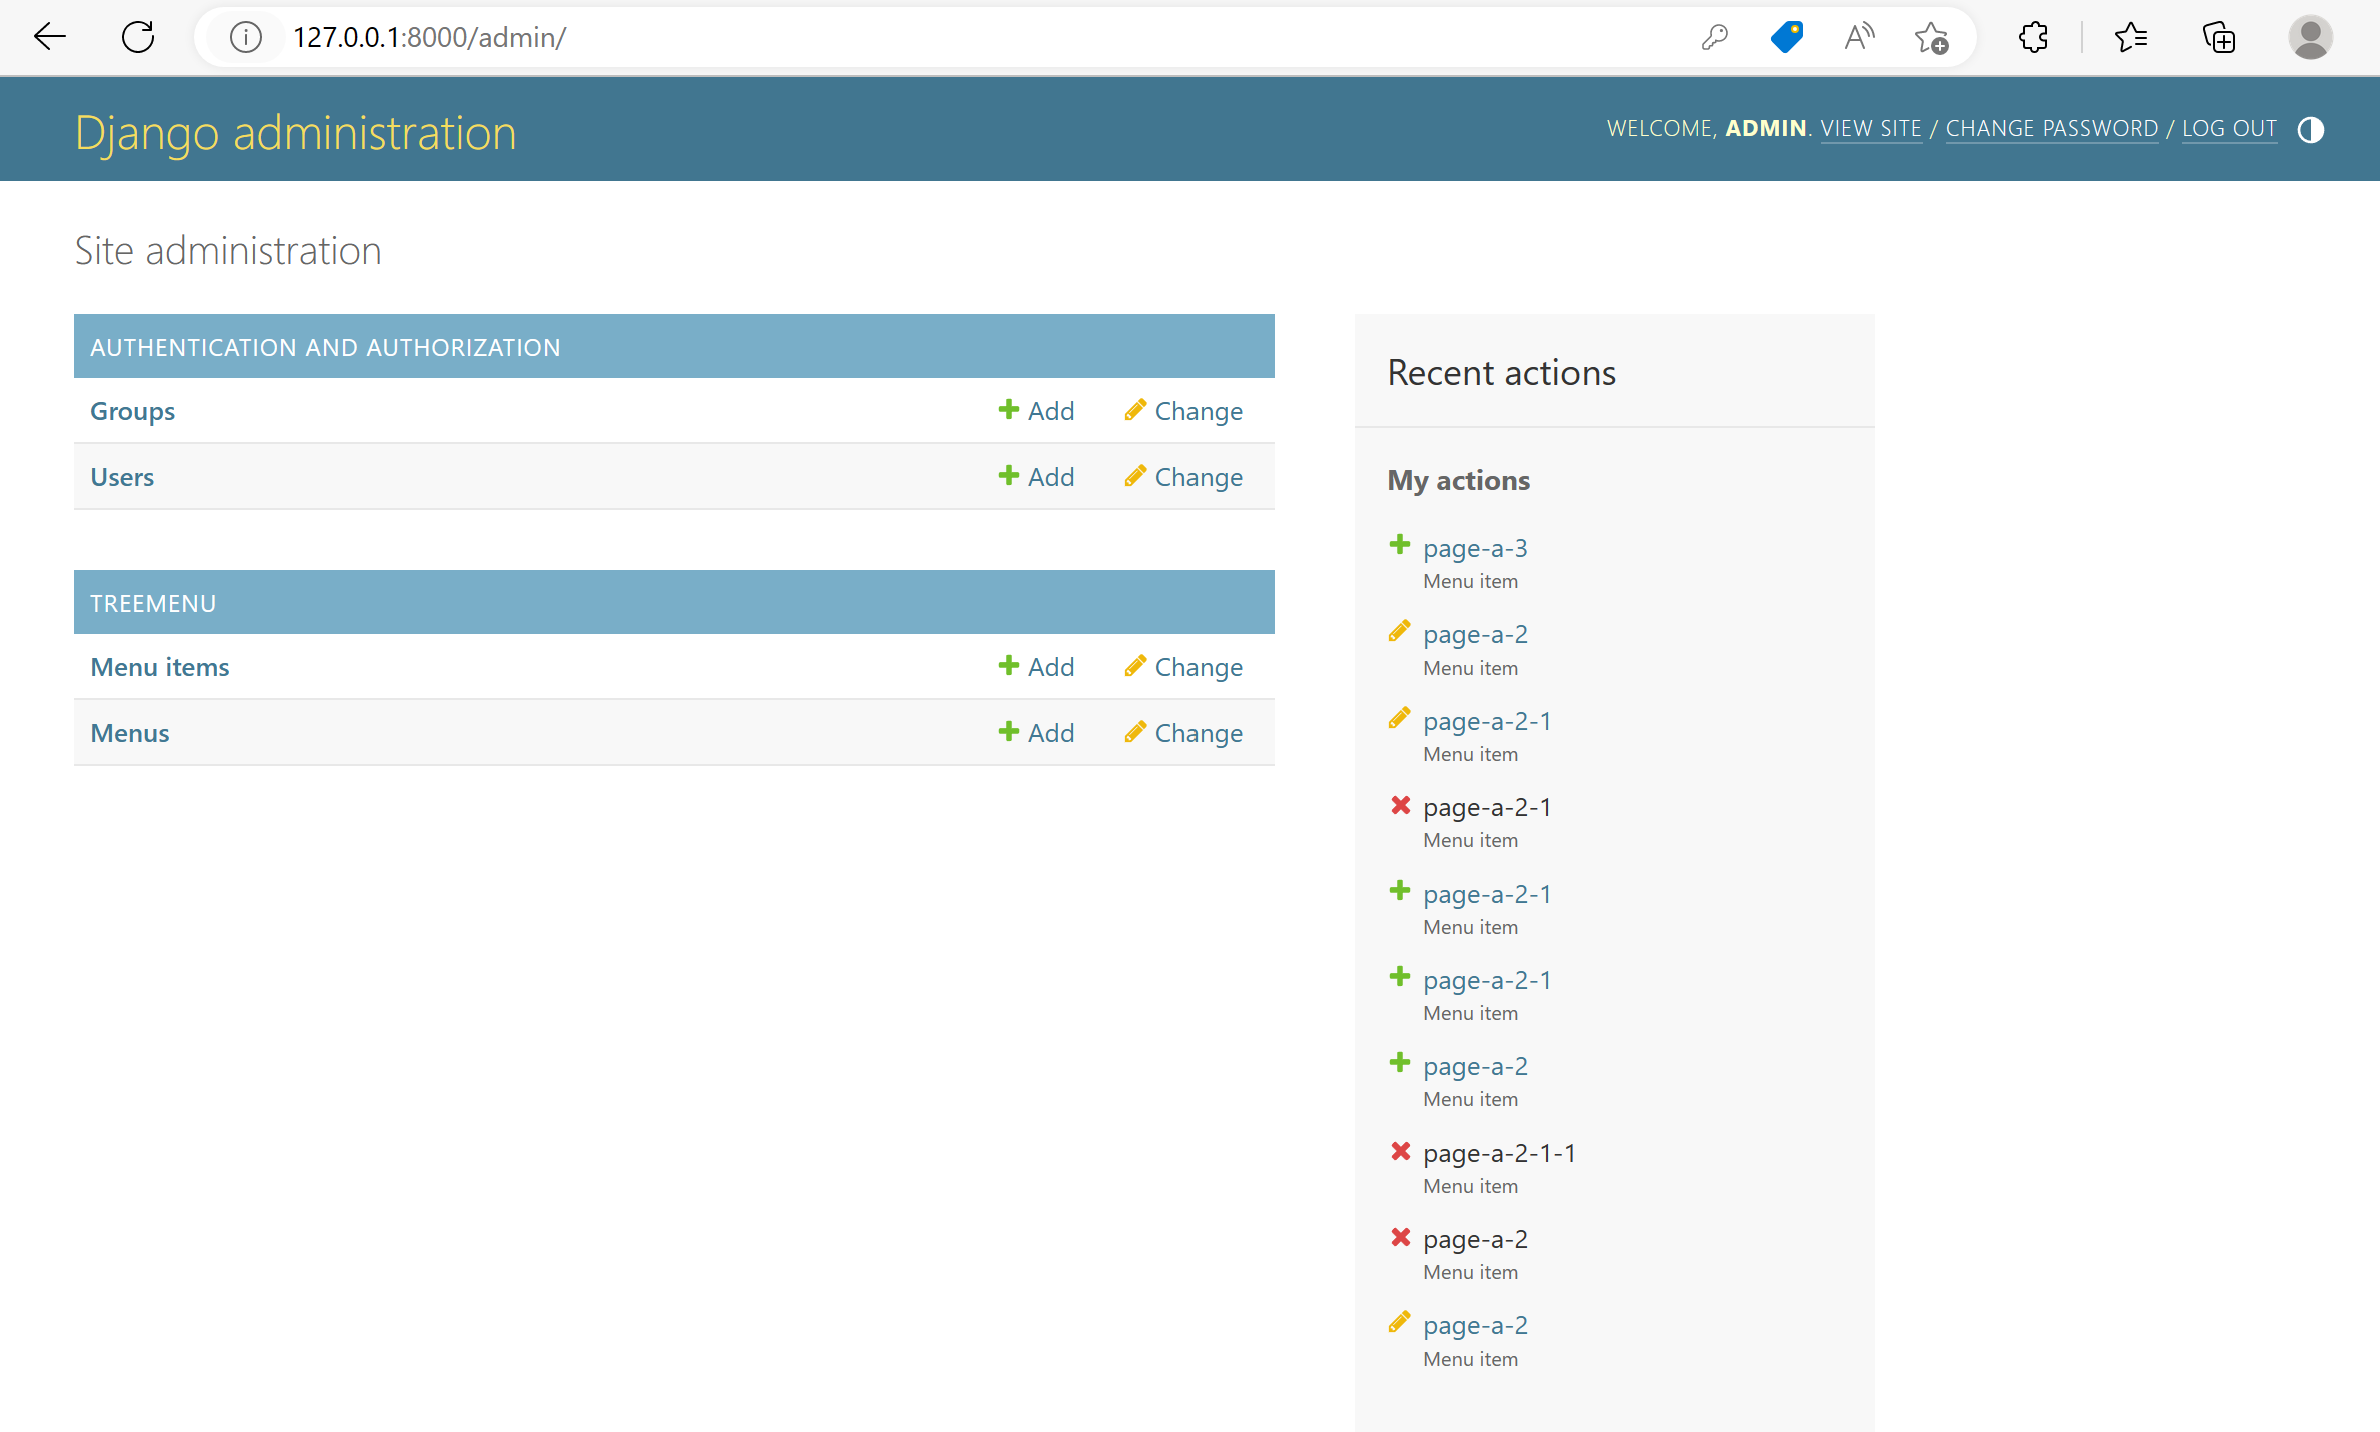 127.0.0.1:8000/admin/
Django administration
WELCOME, ADMIN. VIEW SITE / CHANGE PASSWORD / LOG OUT
Site administration
AUTHENTICATION AND AUTHORIZATION
Groups Add Change
Users Add Change
TREEMENU
Menu items Add Change
Menus Add Change
Recent actions
My actions
page-a-3
Menu item
page-a-2
Menu item
page-a-2-1
Menu item
page-a-2-1
Menu item
page-a-2-1
Menu item
page-a-2-1
Menu item
page-a-2
Menu item
page-a-2-1-1
Menu item
page-a-2
Menu item
page-a-2
Menu item